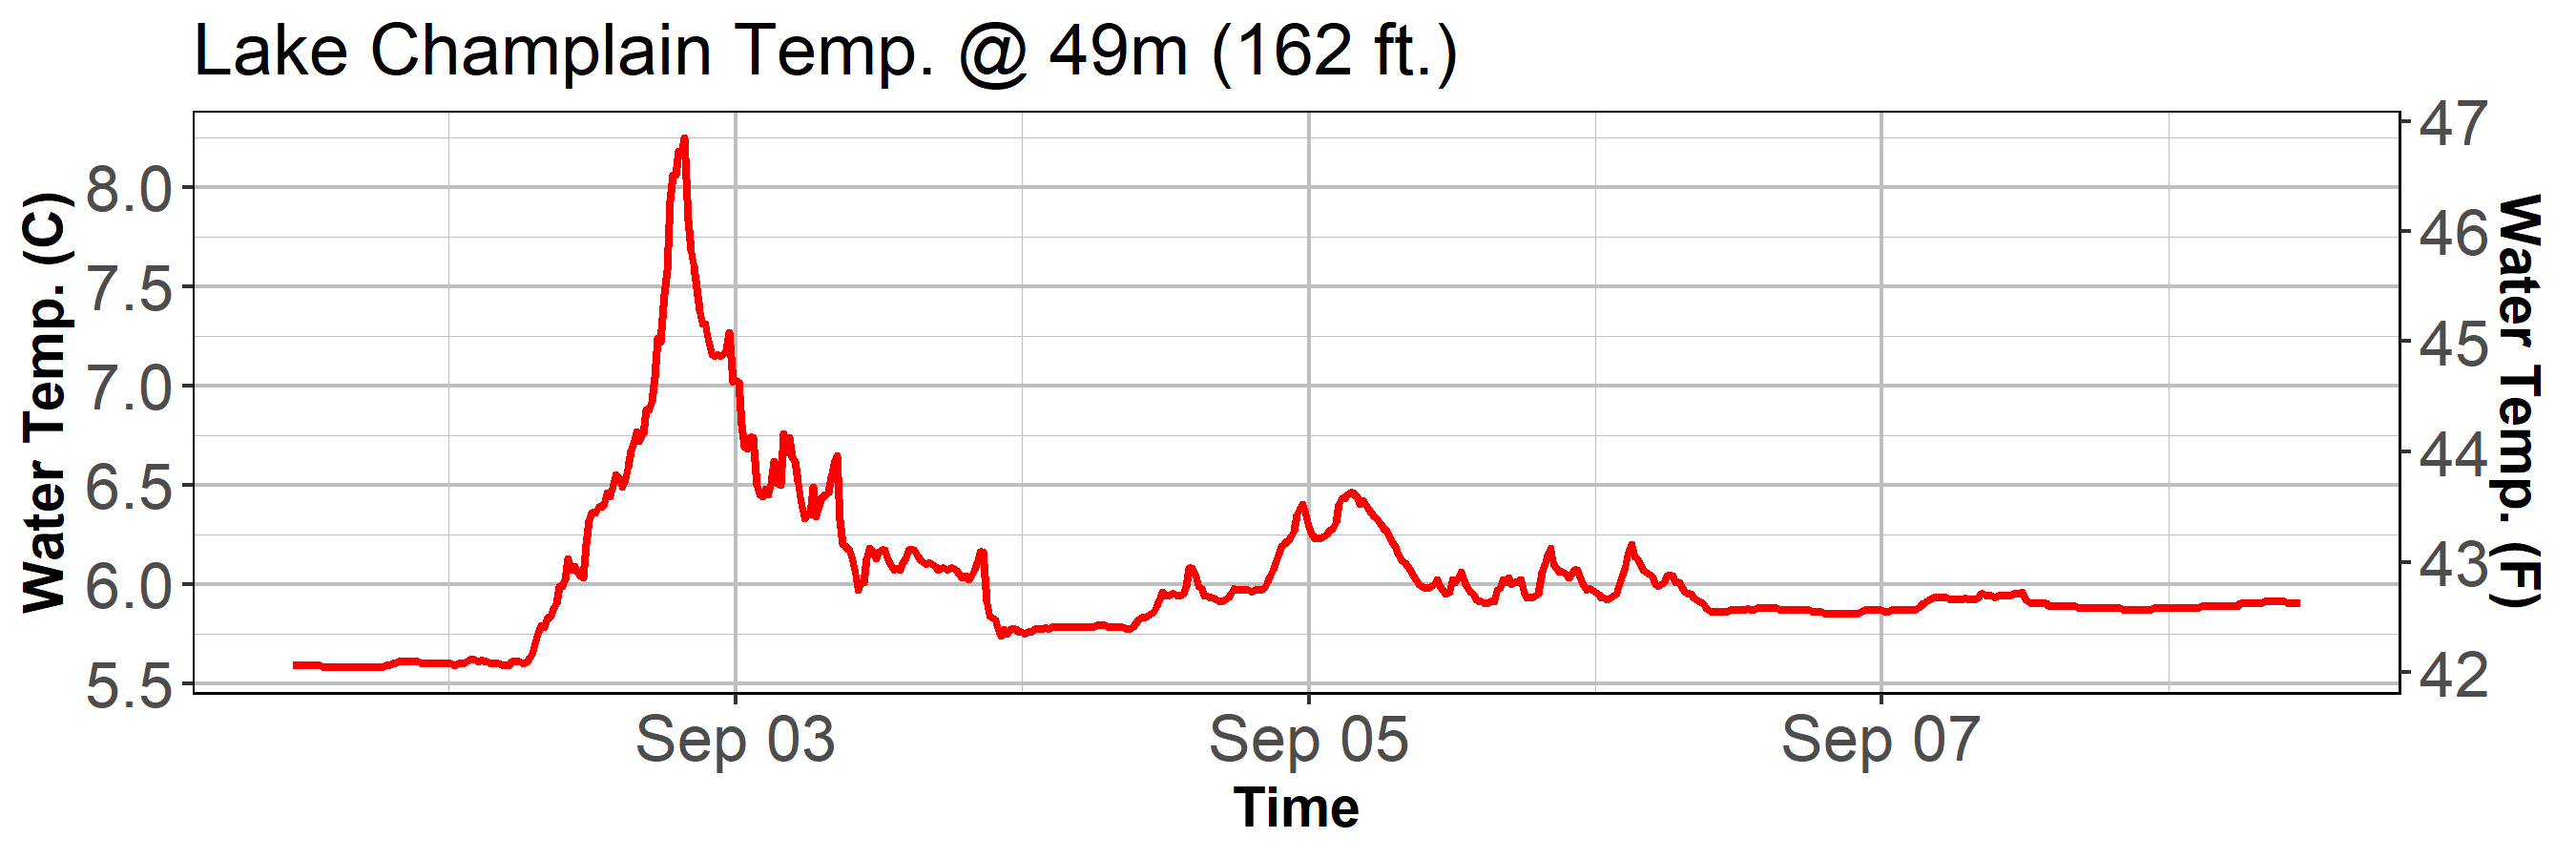 Lake Champlain Temp. @ 49m (162 ft.)
Water Temp. (C)
8.0
7.5
7.0
6.5
6.0
5.5
47
46
45
44
43
42
Water Temp. (F)
Sep 03 Sep 05 Sep 07
Time